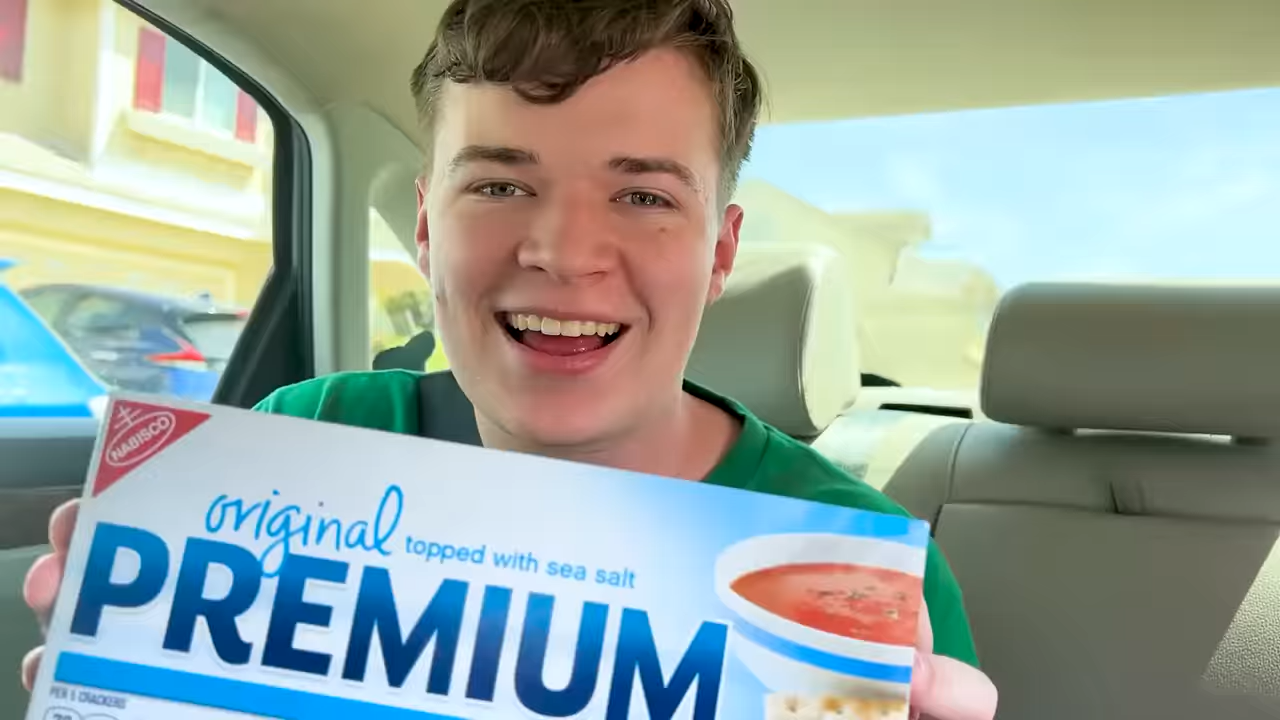 NABISCO
original
topped with sea salt
PREMIUM
PER 5 CRACKERS